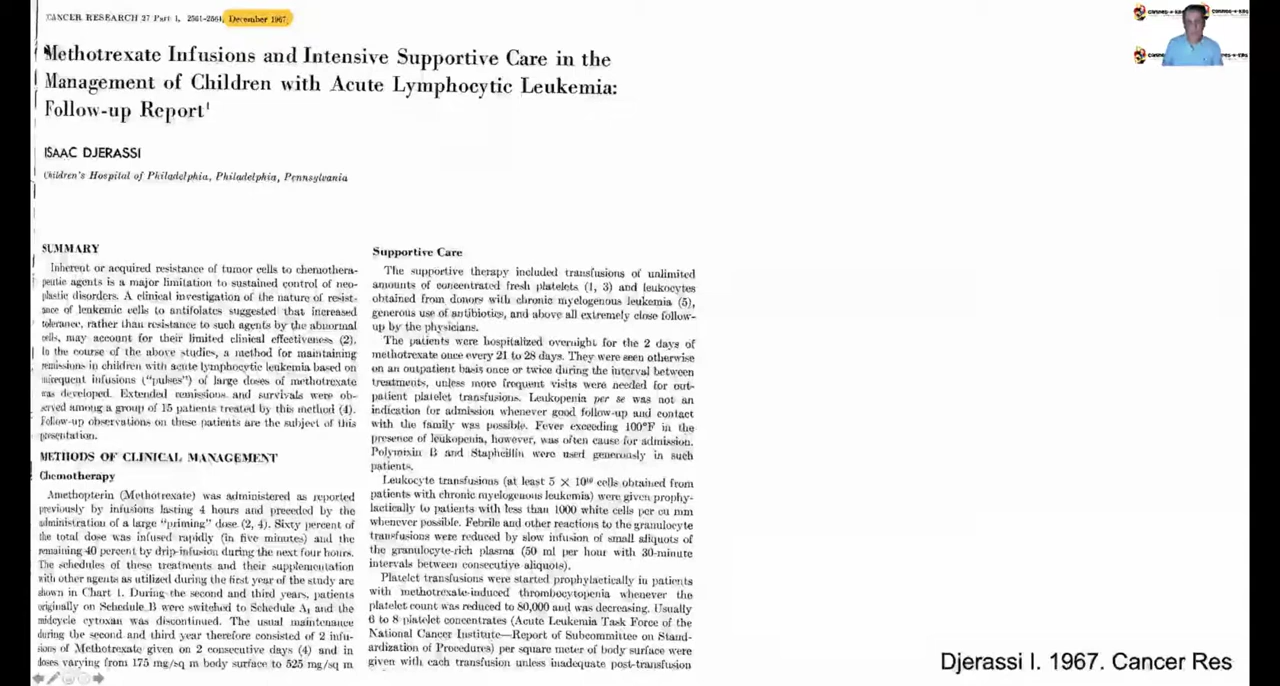 CANCER RESEARCH 27 Part 1, 2561-2564, December 1967
Methotrexate Infusions and Intensive Supportive Care in the
Management of Children with Acute Lymphocytic Leukemia:
Follow-up Report¹
ISAAC DJERASSI
Children's Hospital of Philadelphia, Philadelphia, Pennsylvania
SUMMARY
Inherent or acquired resistance of tumor cells to chemothera-
peutic agents is a major limitation to sustained control of neo-
plastic disorders. A clinical investigation of the nature of resist-
ance of leukemic cells to antifolates suggested that increased
tolerance, rather than resistance to such agents by the abnormal
cells, may account for their limited clinical effectiveness (2).
In the course of the above studies, a method for maintaining
remissions in children with acute lymphocytic leukemia based on
infrequent infusions ("pulses") of large doses of methotrexate
was developed. Extended remissions and survivals were ob-
served among a group of 15 patients treated by this method (4).
Follow-up observations on these patients are the subject of this
presentation.
METHODS OF CLINICAL MANAGEMENT
Chemotherapy
Amethopterin (Methotrexate) was administered as reported
previously by infusions lasting 4 hours and preceded by the
administration of a large "priming" dose (2, 4). Sixty percent of
the total dose was infused rapidly (in five minutes) and the
remaining 40 percent by drip-infusion during the next four hours.
The schedules of these treatments and their supplementation
with other agents as utilized during the first year of the study are
shown in Chart 1. During the second and third years, patients
originally on Schedule B were switched to Schedule A, and the
midcycle cytoxan was discontinued. The usual maintenance
during the second and third year therefore consisted of 2 infu-
sions of Methotrexate given on 2 consecutive days (4) and in
doses varying from 175 mg/sq m body surface to 525 mg/sq m
Supportive Care
The supportive therapy included transfusions of unlimited
amounts of concentrated fresh platelets (1, 3) and leukocytes
obtained from donors with chronic myelogenous leukemia (5),
generous use of antibiotics, and above all extremely close follow-
up by the physicians.
The patients were hospitalized overnight for the 2 days of
methotrexate once every 21 to 28 days. They were seen otherwise
on an outpatient basis once or twice during the interval between
treatments, unless more frequent visits were needed for out-
patient platelet transfusions. Leukopenia per se was not an
indication for admission whenever good follow-up and contact
with the family was possible. Fever exceeding 100°F in the
presence of leukopenia, however, was often cause for admission.
Polymixin B and Staphcillin were used generously in such
patients.
Leukocyte transfusions (at least 5 × 10¹⁰ cells obtained from
patients with chronic myelogenous leukemia) were given prophy-
lactically to patients with less than 1000 white cells per cu mm
whenever possible. Febrile and other reactions to the granulocyte
transfusions were reduced by slow infusion of small aliquots of
the granulocyte-rich plasma (50 ml per hour with 30-minute
intervals between consecutive aliquots).
Platelet transfusions were started prophylactically in patients
with methotrexate-induced thrombocytopenia whenever the
platelet count was reduced to 80,000 and was decreasing. Usually
6 to 8 platelet concentrates (Acute Leukemia Task Force of the
National Cancer Institute—Report of Subcommittee on Stand-
ardization of Procedures) per square meter of body surface were
given with each transfusion unless inadequate post-transfusion
Djerassi I. 1967. Cancer Res